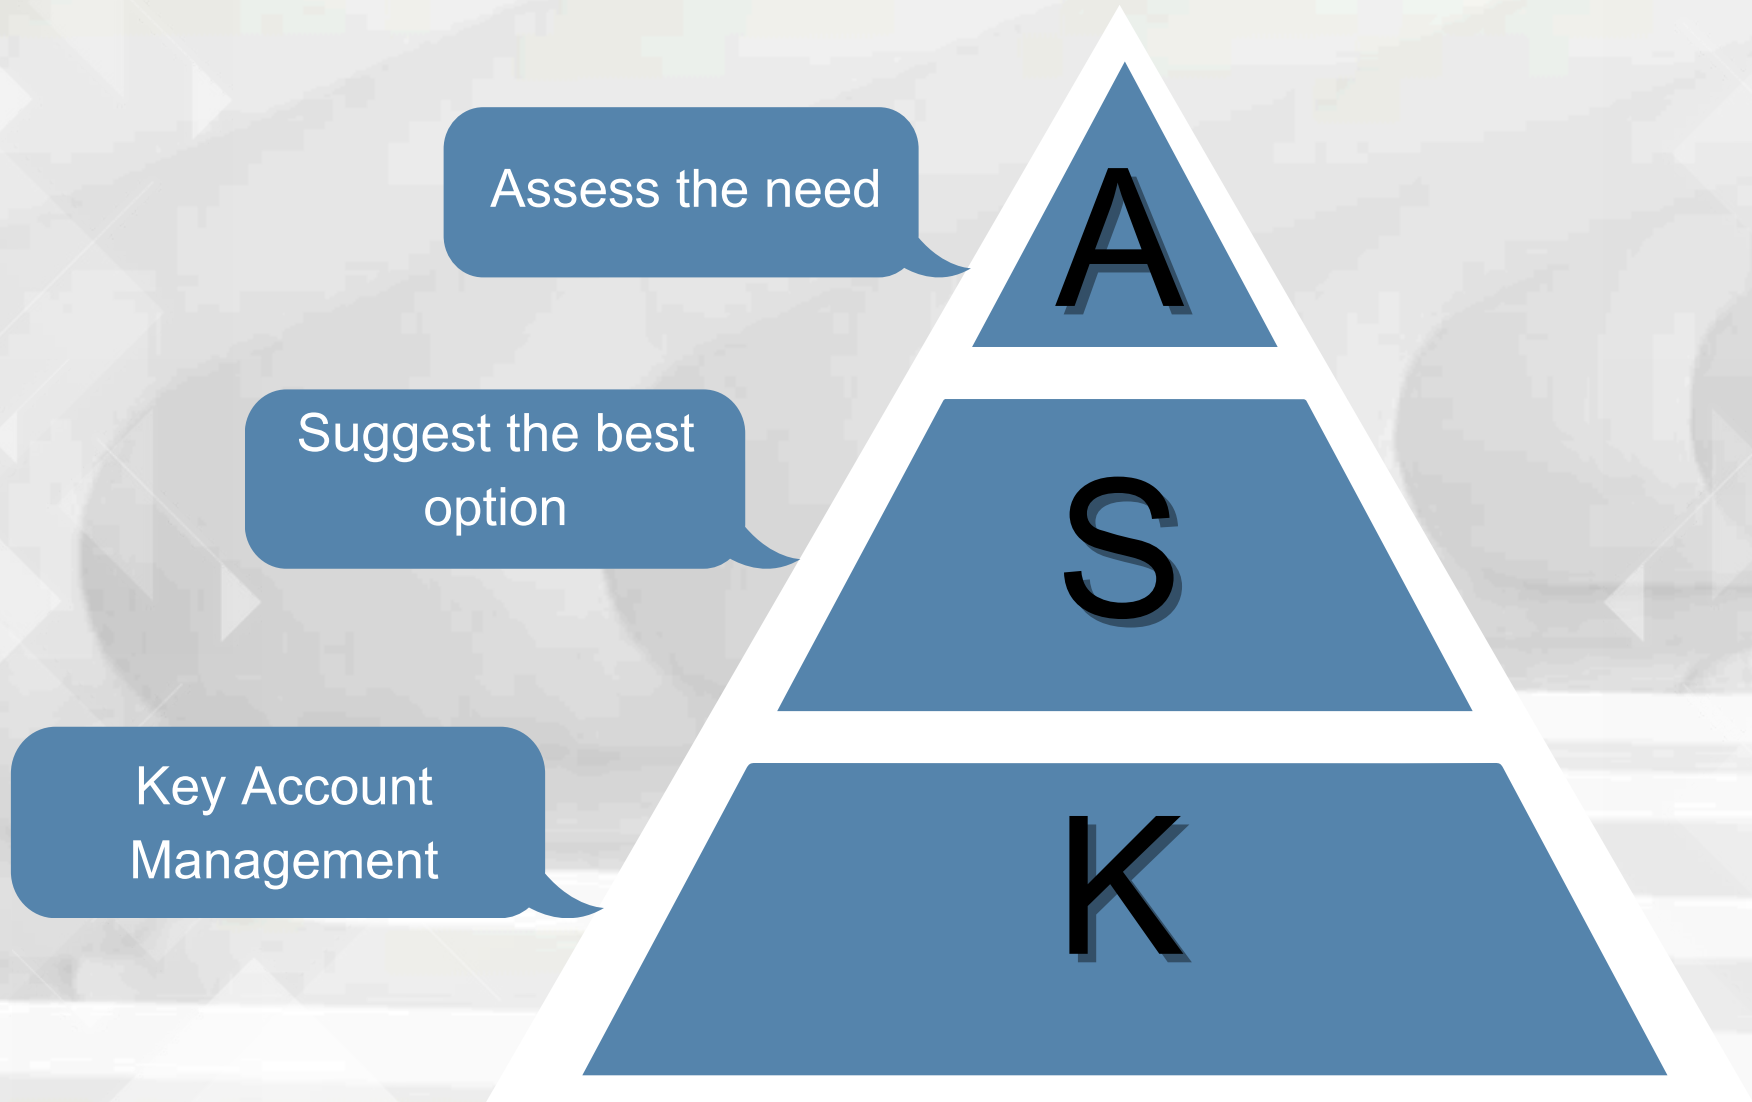 Assess the need
A
Suggest the best
option
S
Key Account
Management
K